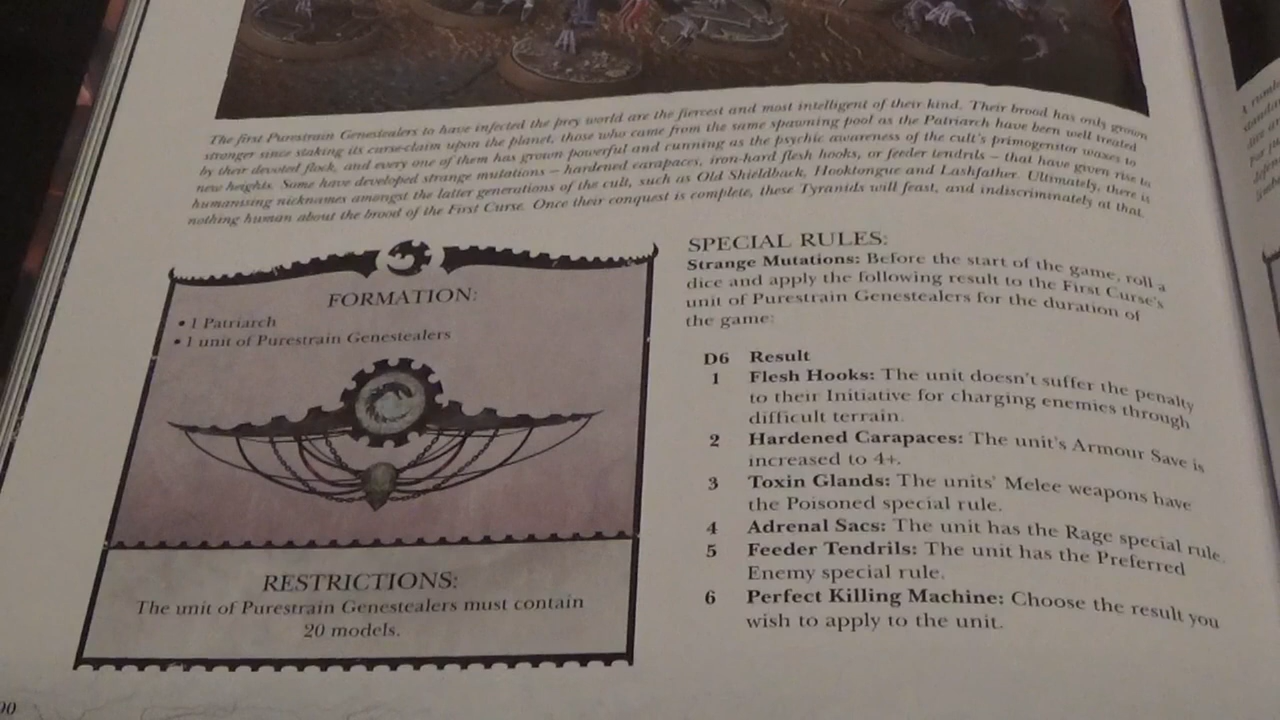 The first Purestrain Genestealers to have infected the prey world are the fiercest and most intelligent of their kind. Their brood has only grown
stronger since staking its curse-claim upon the planet, those who came from the same spawning pool as the Patriarch have been well treated
by their devoted flock, and every one of them has grown powerful and cunning as the psychic awareness of the cult's primogenitor waxes to
new heights. Some have developed strange mutations – hardened carapaces, iron-hard flesh hooks, or feeder tendrils – that have given rise to
humanising nicknames amongst the latter generations of the cult, such as Old Shieldback, Hooktongue and Lashfather. Ultimately, there is
nothing human about the brood of the First Curse. Once their conquest is complete, these Tyranids will feast, and indiscriminately at that.
FORMATION:
• 1 Patriarch
• 1 unit of Purestrain Genestealers
RESTRICTIONS:
The unit of Purestrain Genestealers must contain
20 models.
SPECIAL RULES:
Strange Mutations: Before the start of the game, roll a
dice and apply the following result to the First Curse's
unit of Purestrain Genestealers for the duration of
the game:
D6 Result
1 Flesh Hooks: The unit doesn't suffer the penalty
to their Initiative for charging enemies through
difficult terrain.
2 Hardened Carapaces: The unit's Armour Save is
increased to 4+.
3 Toxin Glands: The units' Melee weapons have
the Poisoned special rule.
4 Adrenal Sacs: The unit has the Rage special rule.
5 Feeder Tendrils: The unit has the Preferred
Enemy special rule.
6 Perfect Killing Machine: Choose the result you
wish to apply to the unit.